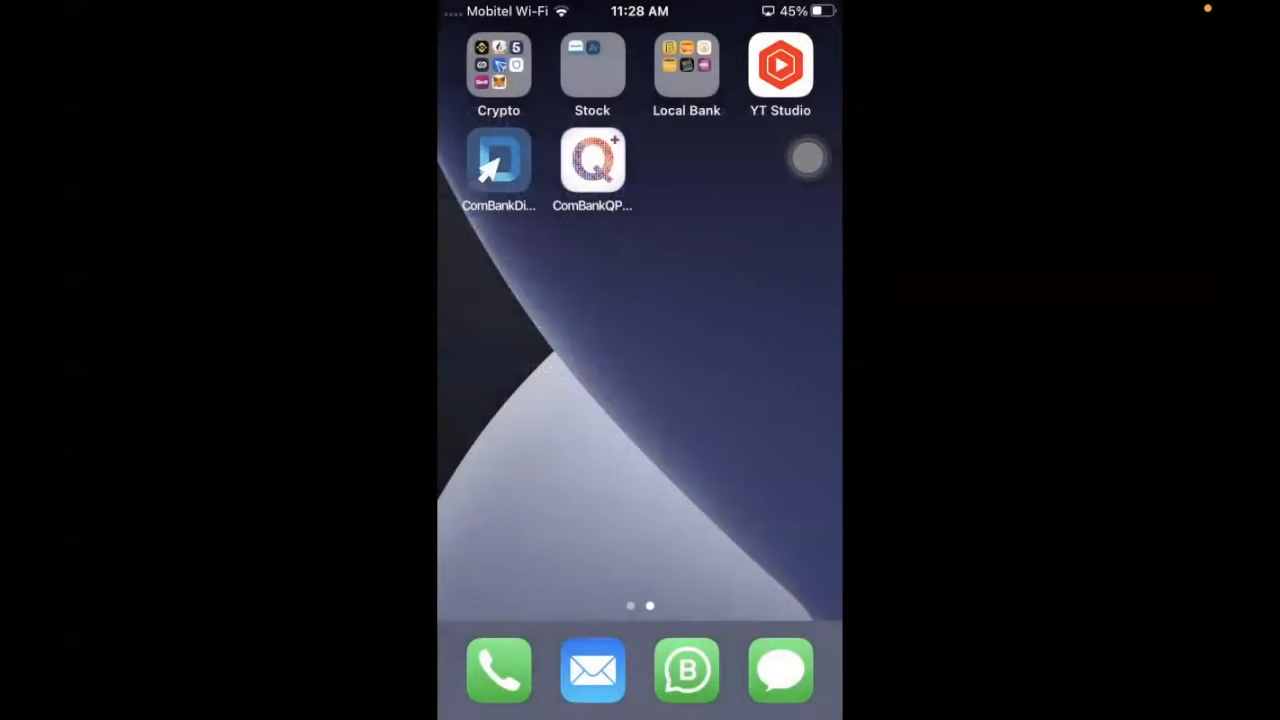 Mobitel Wi-Fi 11:28 AM 45%
Crypto Stock Local Bank YT Studio
ComBankDi... ComBankQP...